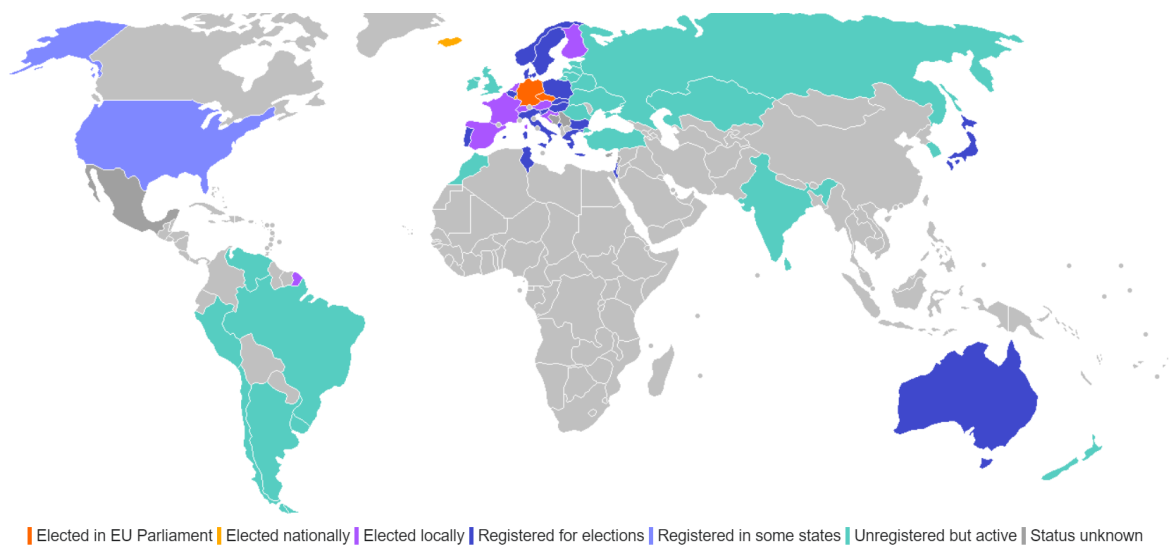 Elected in EU Parliament Elected nationally Elected locally Registered for elections Registered in some states Unregistered but active Status unknown